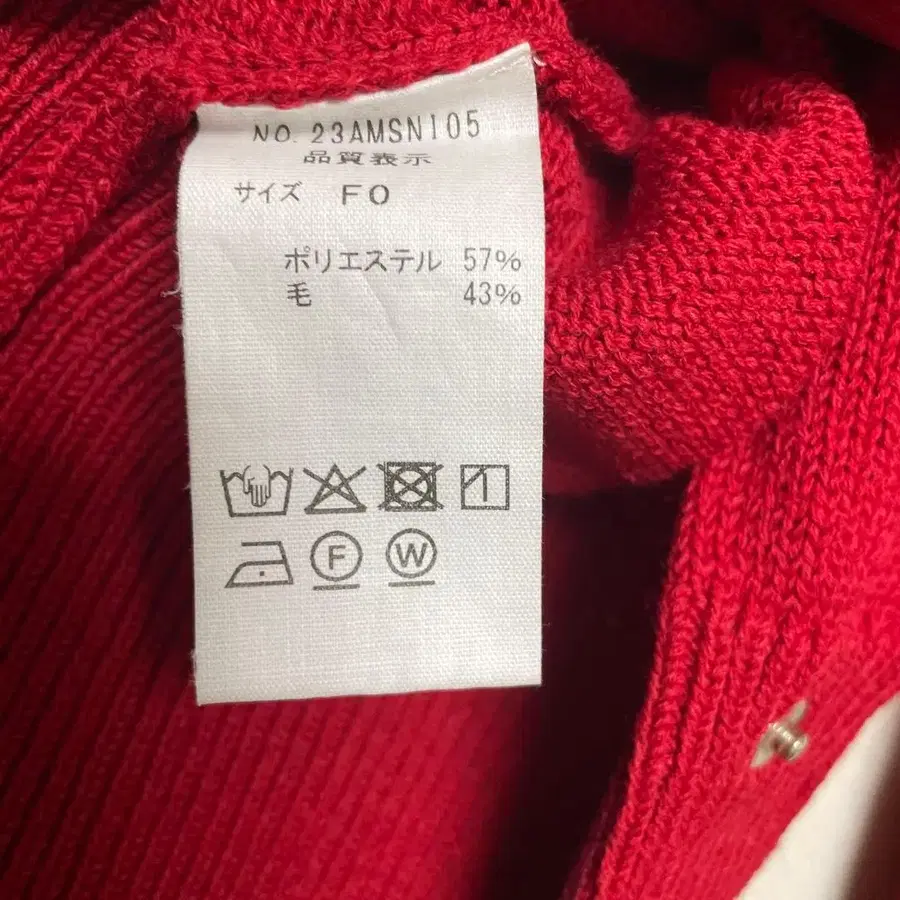 NO. 23AMSN105
品質表示
サイズ FO
ポリエステル 57%
毛 43%
F W